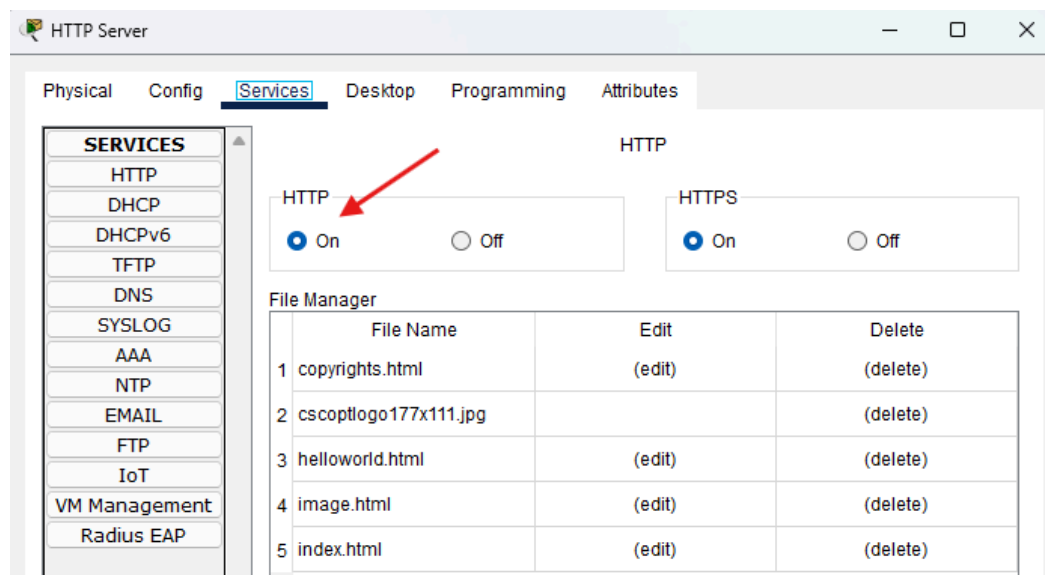 HTTP Server
Physical Config Services Desktop Programming Attributes
SERVICES
HTTP
DHCP
DHCPv6
TFTP
DNS
SYSLOG
AAA
NTP
EMAIL
FTP
IoT
VM Management
Radius EAP
HTTP
HTTP
On Off
HTTPS
On Off
File Manager
File Name Edit Delete
1 copyrights.html (edit) (delete)
2 cscoptlogo177x111.jpg (delete)
3 helloworld.html (edit) (delete)
4 image.html (edit) (delete)
5 index.html (edit) (delete)